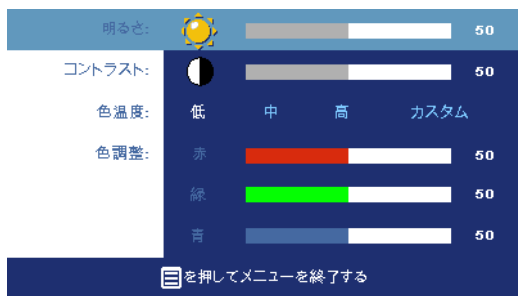 明るさ: 50
コントラスト: 50
色温度: 低 中 高 カスタム
色調整: 赤 50
緑 50
青 50
を押してメニューを終了する